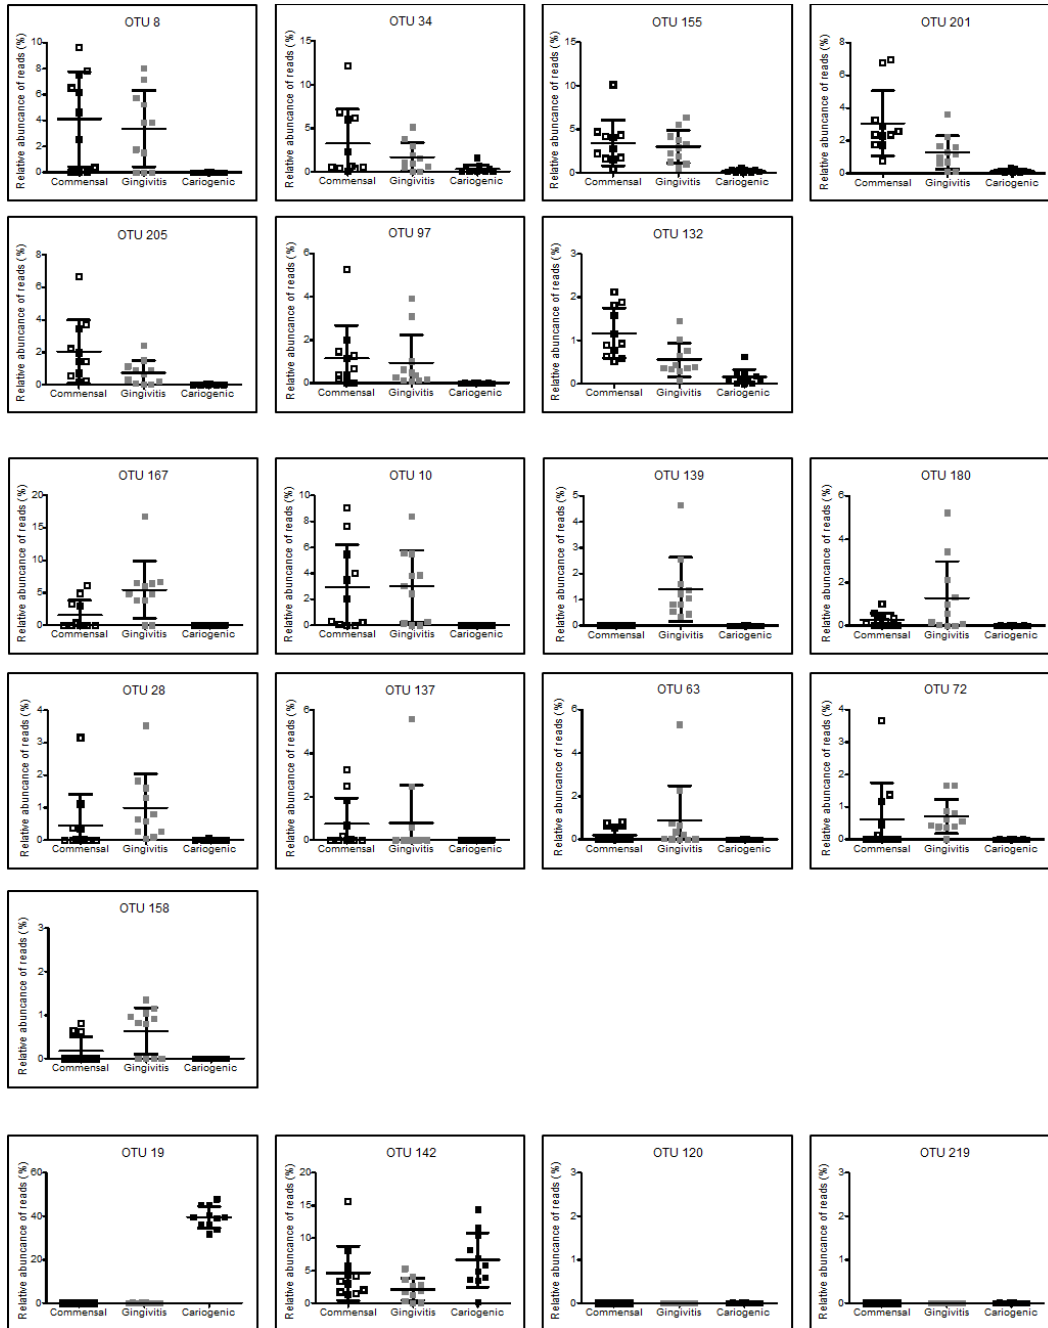 OTU 8
Relative abuncance of reads (%)
10
8
6
4
2
0
Commensal Gingivitis Cariogenic
OTU 34
Relative abuncance of reads (%)
15
10
5
0
Commensal Gingivitis Cariogenic
OTU 155
Relative abuncance of reads (%)
15
10
5
0
Commensal Gingivitis Cariogenic
OTU 201
Relative abuncance of reads (%)
8
6
4
2
0
Commensal Gingivitis Cariogenic
OTU 205
Relative abuncance of reads (%)
8
6
4
2
0
Commensal Gingivitis Cariogenic
OTU 97
Relative abuncance of reads (%)
6
4
2
0
Commensal Gingivitis Cariogenic
OTU 132
Relative abuncance of reads (%)
3
2
1
0
Commensal Gingivitis Cariogenic
OTU 167
Relative abuncance of reads (%)
20
15
10
5
0
Commensal Gingivitis Cariogenic
OTU 10
Relative abuncance of reads (%)
10
8
6
4
2
0
Commensal Gingivitis Cariogenic
OTU 139
Relative abuncance of reads (%)
5
4
3
2
1
0
Commensal Gingivitis Cariogenic
OTU 180
Relative abuncance of reads (%)
6
4
2
0
Commensal Gingivitis Cariogenic
OTU 28
Relative abuncance of reads (%)
4
3
2
1
0
Commensal Gingivitis Cariogenic
OTU 137
Relative abuncance of reads (%)
6
4
2
0
Commensal Gingivitis Cariogenic
OTU 63
Relative abuncance of reads (%)
6
4
2
0
Commensal Gingivitis Cariogenic
OTU 72
Relative abuncance of reads (%)
4
3
2
1
0
Commensal Gingivitis Cariogenic
OTU 158
Relative abuncance of reads (%)
3
2
1
0
Commensal Gingivitis Cariogenic
OTU 19
Relative abuncance of reads (%)
60
40
20
0
Commensal Gingivitis Cariogenic
OTU 142
Relative abuncance of reads (%)
20
15
10
5
0
Commensal Gingivitis Cariogenic
OTU 120
Relative abuncance of reads (%)
3
2
1
0
Commensal Gingivitis Cariogenic
OTU 219
Relative abuncance of reads (%)
3
2
1
0
Commensal Gingivitis Cariogenic